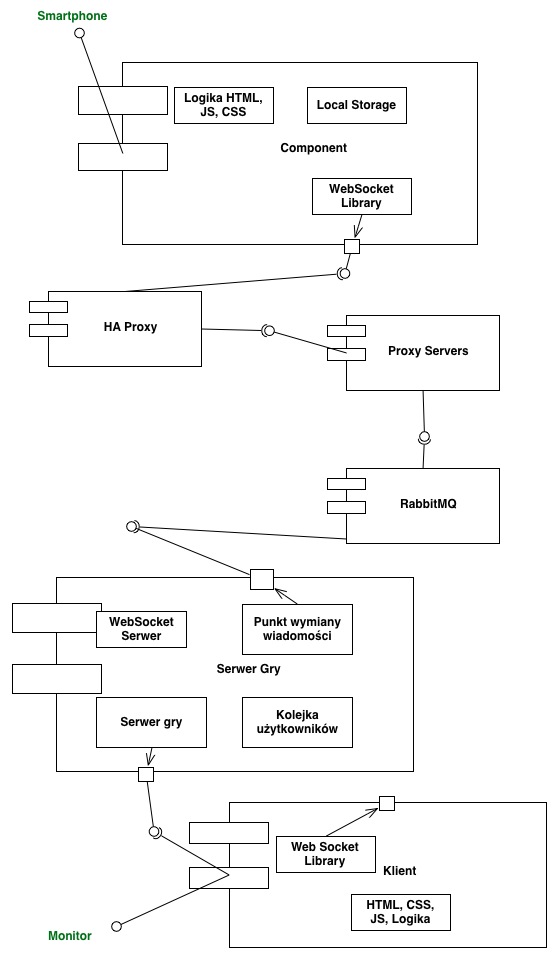 Smartphone
Logika HTML,
JS, CSS
Local Storage
Component
WebSocket
Library
HA Proxy
Proxy Servers
RabbitMQ
WebSocket
Serwer
Punkt wymiany
wiadomości
Serwer Gry
Serwer gry
Kolejka
użytkowników
Web Socket
Library
Klient
HTML, CSS,
JS, Logika
Monitor